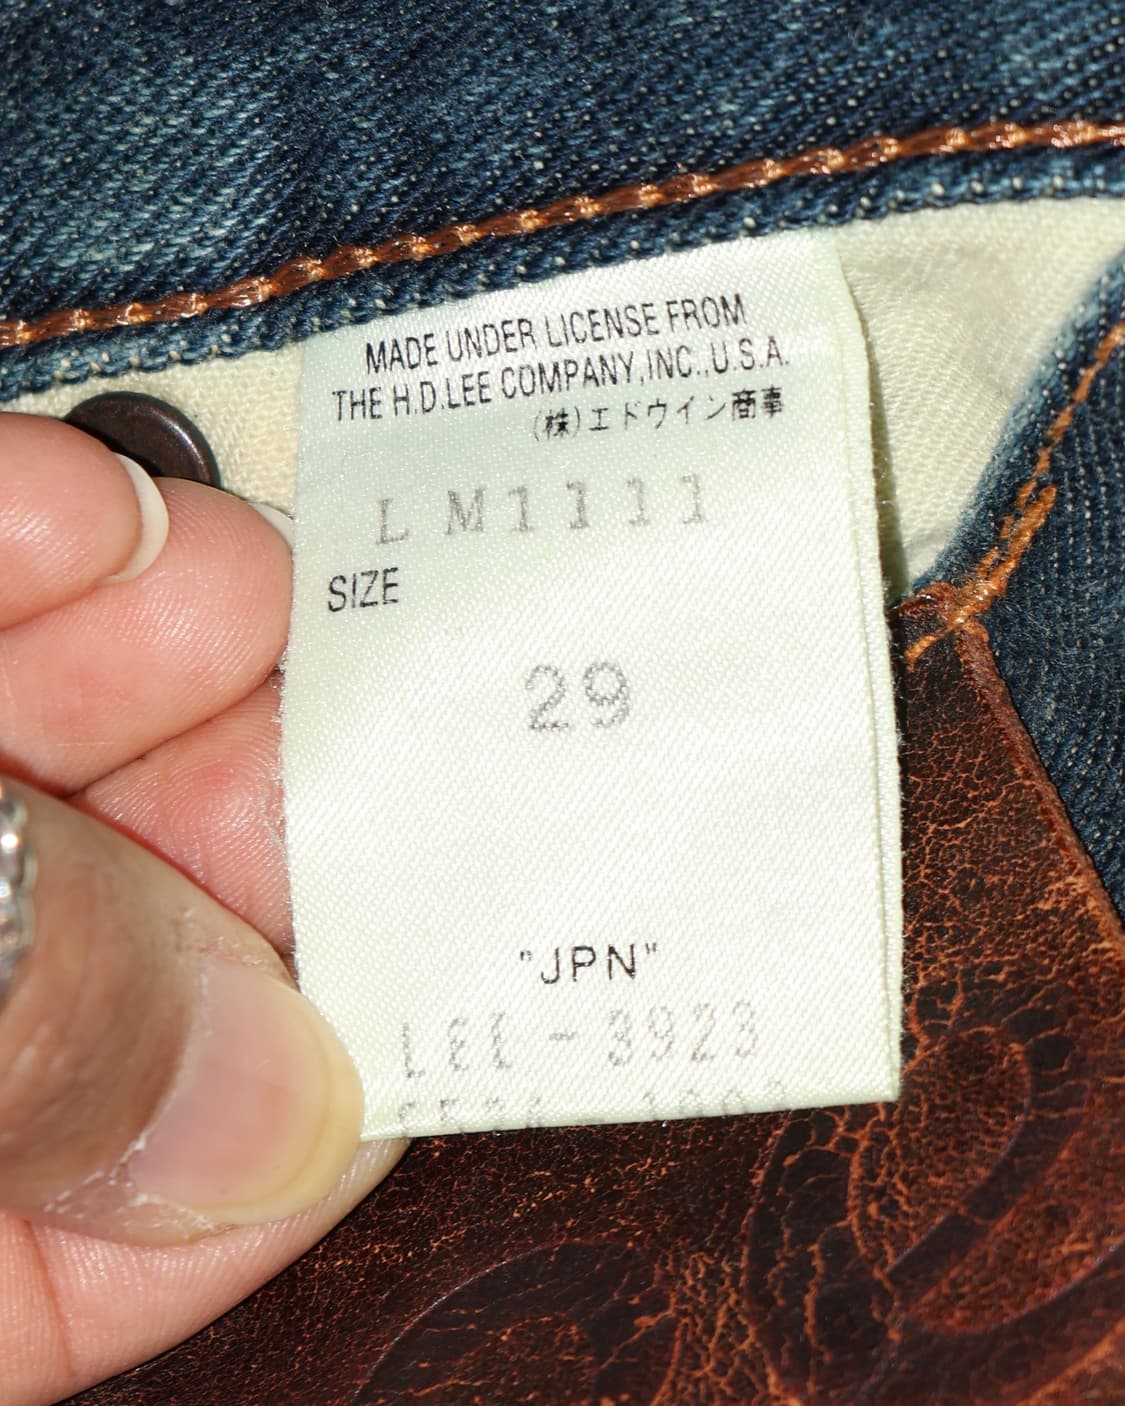 MADE UNDER LICENSE FROM
THE H.D.LEE COMPANY,INC.,U.S.A.
(株)エドウイン商事
LM1111
SIZE
29
"JPN"
LEE-3923